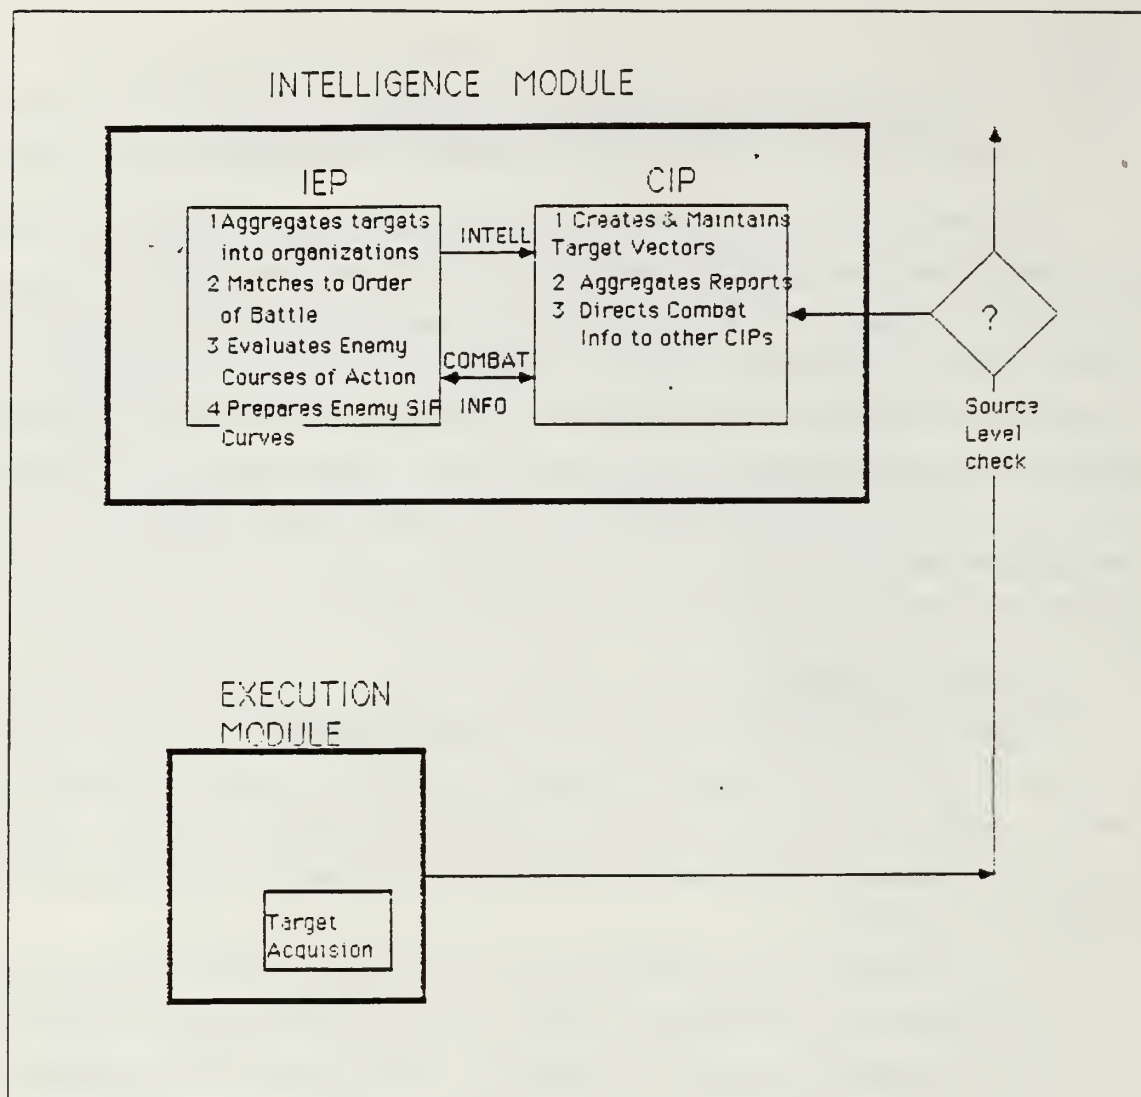 INTELLIGENCE MODULE
IEP
1 Aggregates targets
into organizations
2 Matches to Order
of Battle
3 Evaluates Enemy
Courses of Action
4 Prepares Enemy SIF
Curves
INTELL
COMBAT
INFO
CIP
1 Creates & Maintains
Target Vectors
2 Aggregates Reports
3 Directs Combat
Info to other CIPs
?
Source
Level
check
EXECUTION
MODULE
Target
Acquision